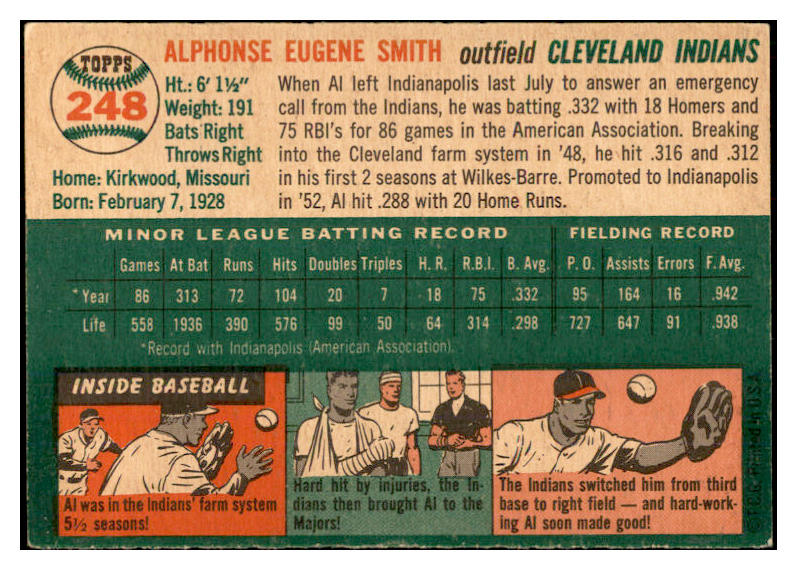 TOPPS
248
ALPHONSE EUGENE SMITH outfield CLEVELAND INDIANS
Ht.: 6' 1½"
Weight: 191
Bats Right
Throws Right
Home: Kirkwood, Missouri
Born: February 7, 1928
When Al left Indianapolis last July to answer an emergency
call from the Indians, he was batting .332 with 18 Homers and
75 RBI's for 86 games in the American Association. Breaking
into the Cleveland farm system in '48, he hit .316 and .312
in his first 2 seasons at Wilkes-Barre. Promoted to Indianapolis
in '52, Al hit .288 with 20 Home Runs.
MINOR LEAGUE BATTING RECORD FIELDING RECORD
Games At Bat Runs Hits Doubles Triples H. R. R.B.I. B. Avg. P. O. Assists Errors F. Avg.
*Year 86 313 72 104 20 7 18 75 .332 95 164 16 .942
Life 558 1936 390 576 99 50 64 314 .298 727 647 91 .938
*Record with Indianapolis (American Association).
INSIDE BASEBALL
Al was in the Indians' farm system
5½ seasons!
Hard hit by injuries, the In-
dians then brought Al to the
Majors!
The Indians switched him from third
base to right field — and hard-work-
ing Al soon made good!
© T.C.G. Printed in U.S.A.